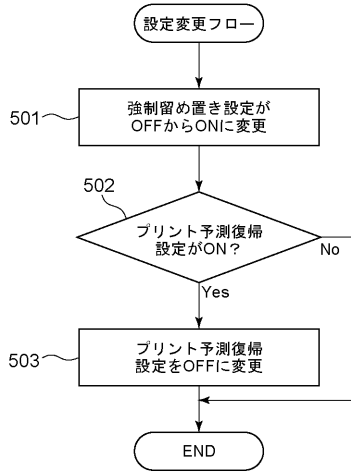 設定変更フロー
501
強制留め置き設定が
OFFからONに変更
502
プリント予測復帰
設定がON？
No
Yes
503
プリント予測復帰
設定をOFFに変更
END